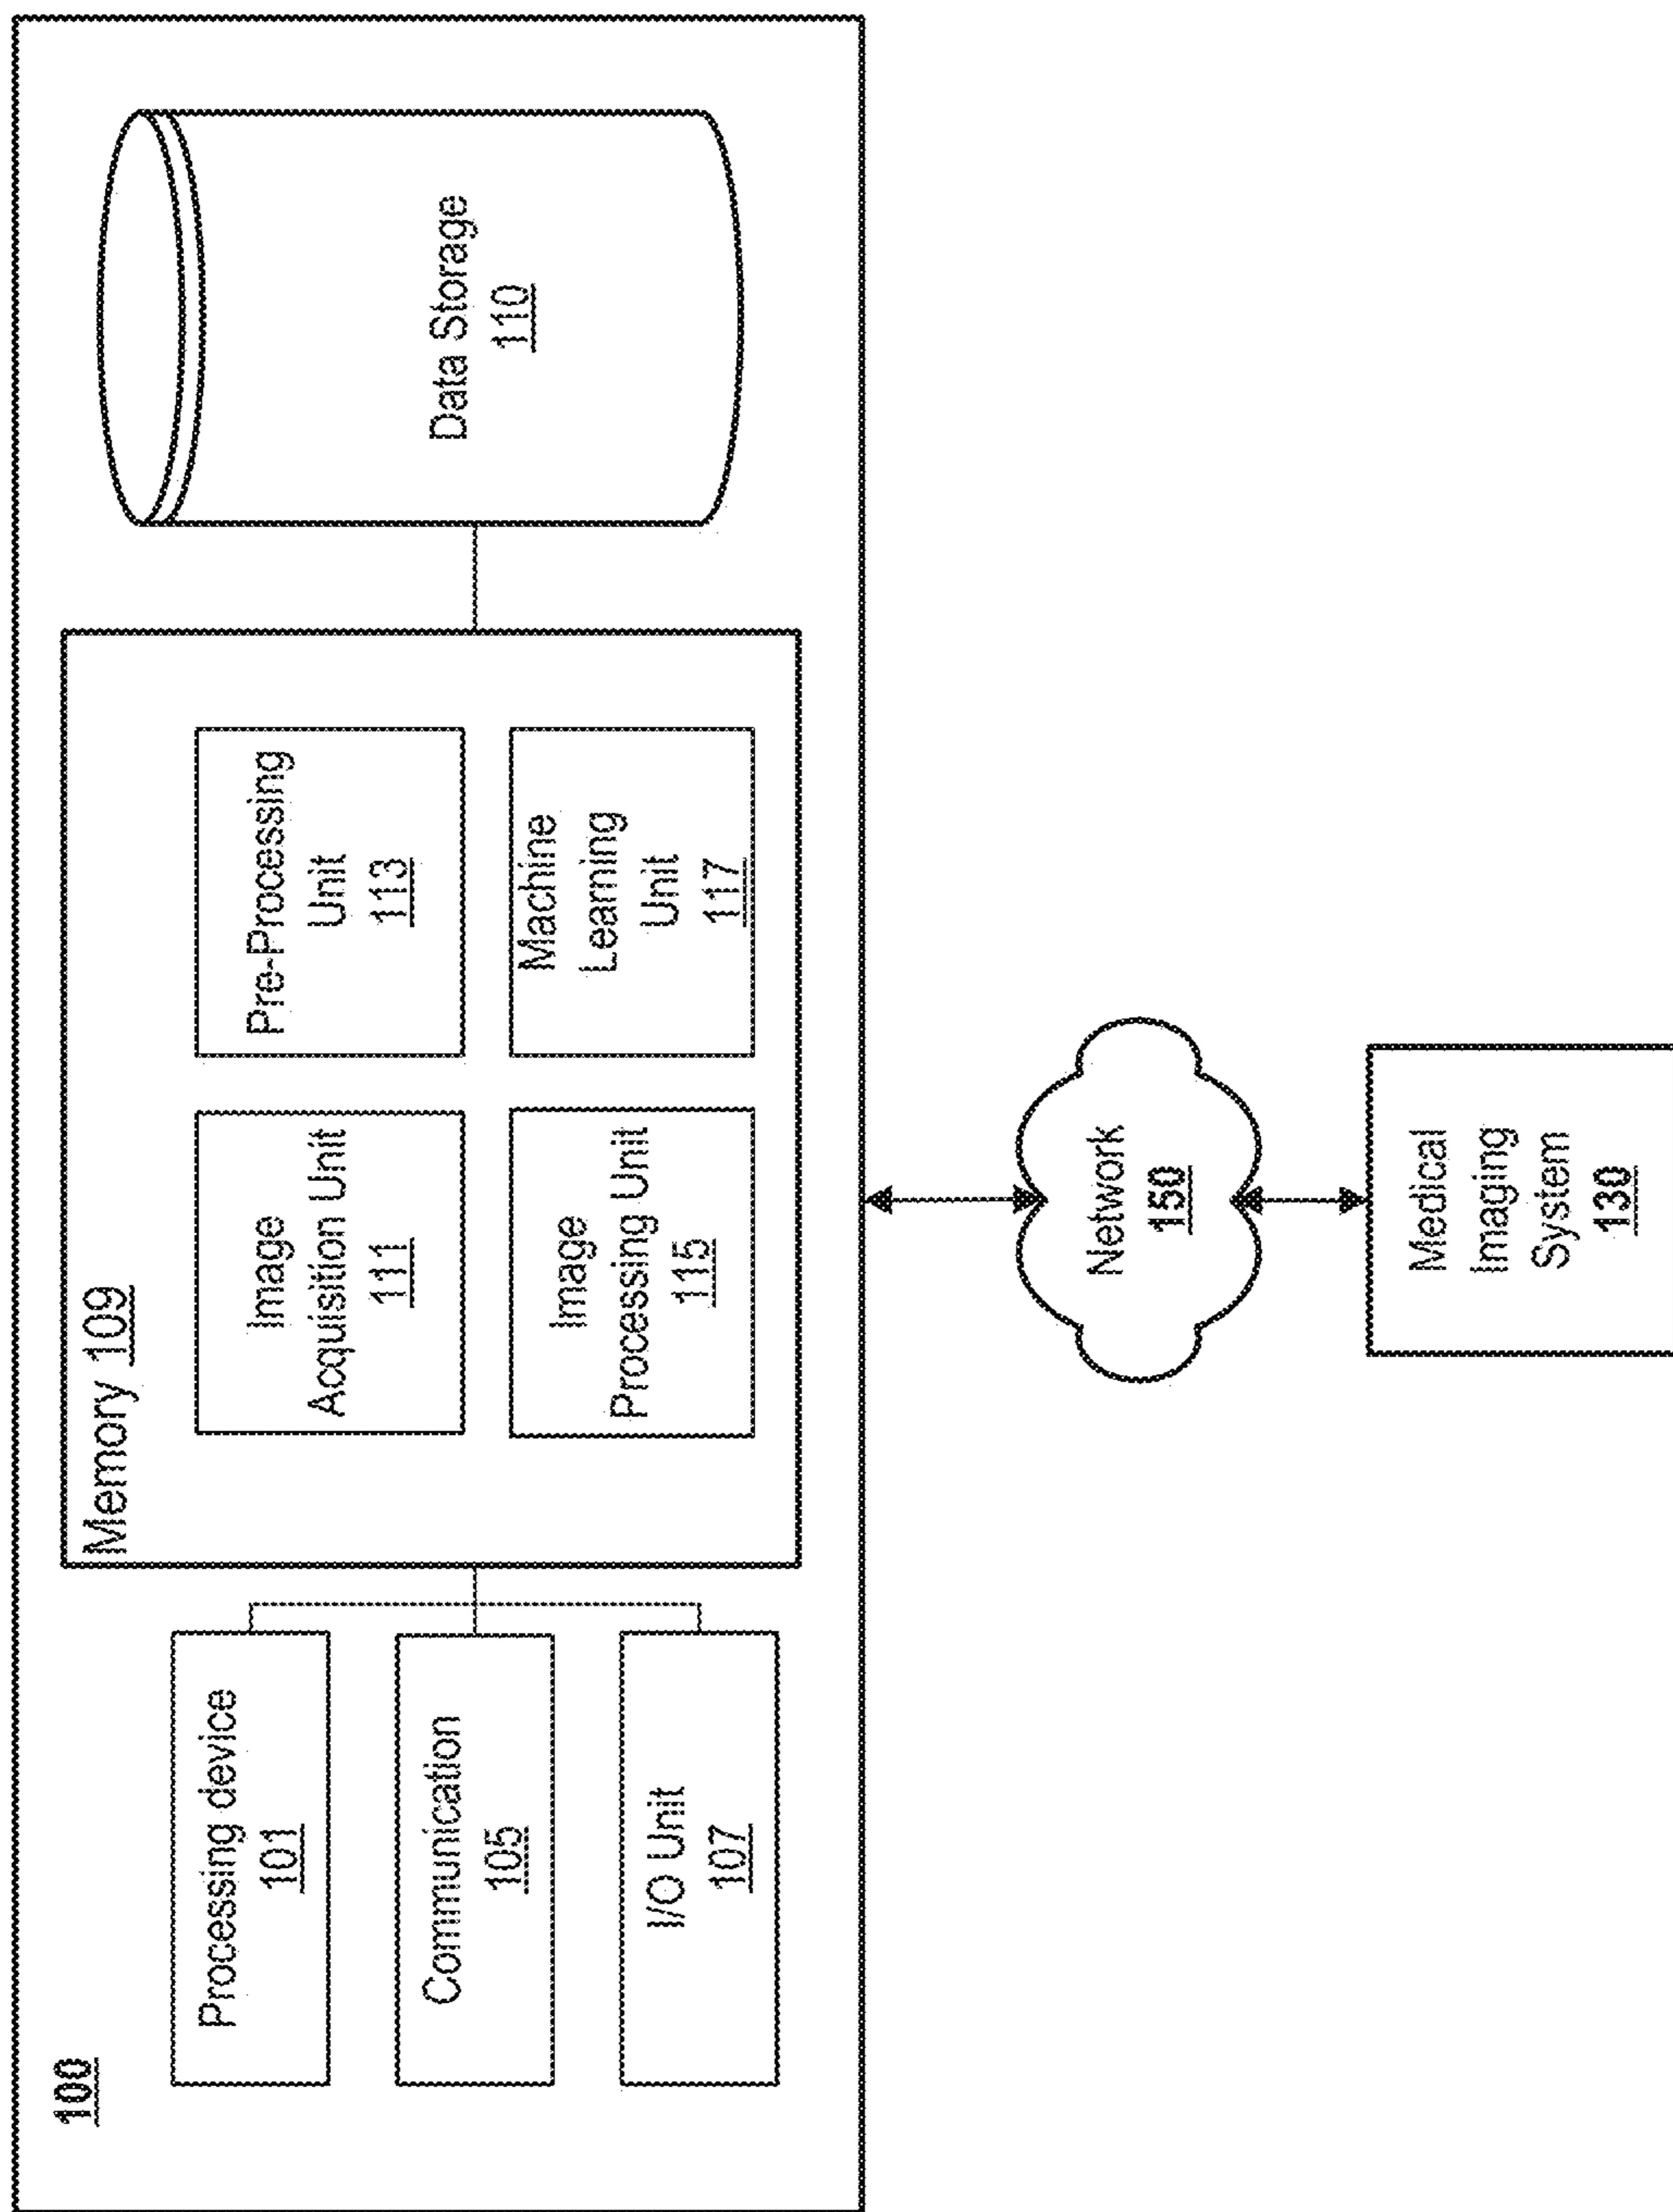 100
Processing device
101
Communication
105
I/O Unit
107
Memory 109
Image
Acquisition Unit
111
Pre-Processing
Unit
113
Image
Processing Unit
115
Machine
Learning
Unit
117
Data Storage
110
Network
150
Medical
Imaging
System
130